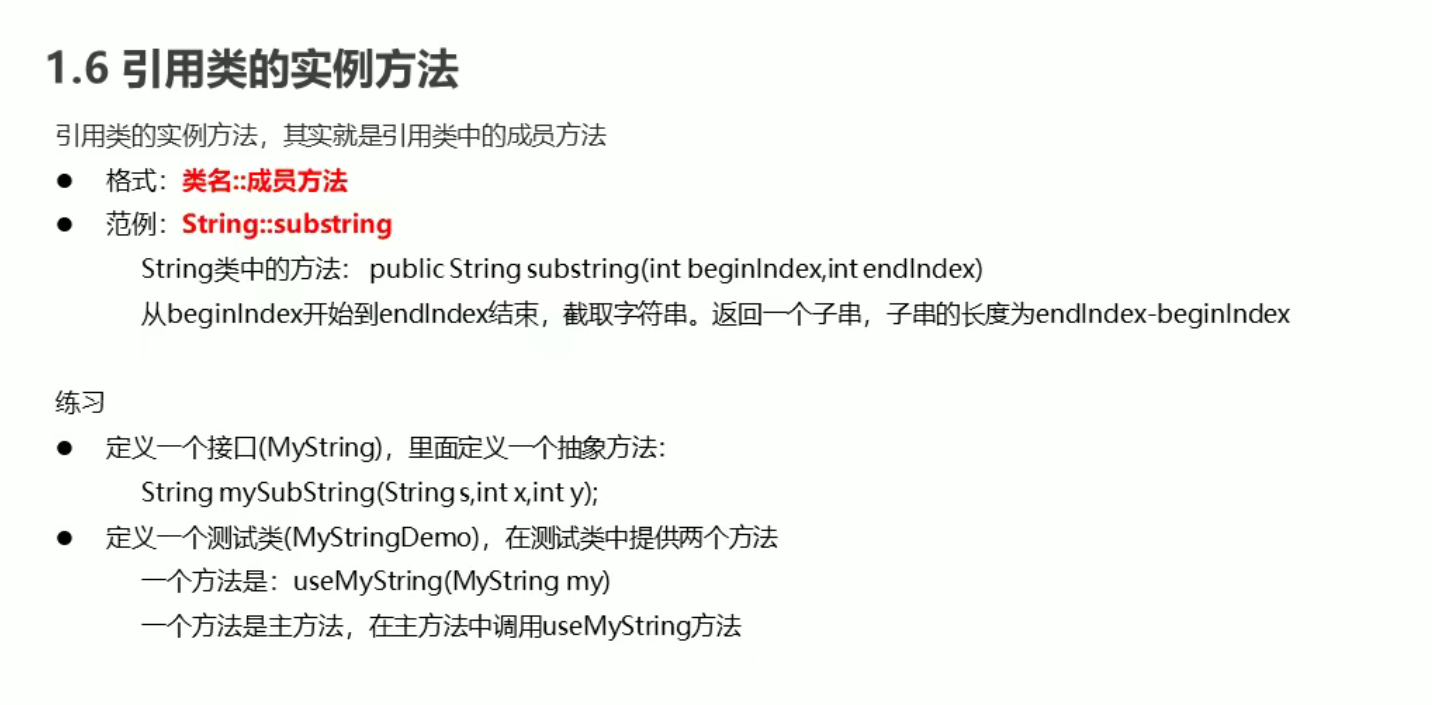 1.6 引用类的实例方法
引用类的实例方法，其实就是引用类中的成员方法
● 格式：类名::成员方法
● 范例：String::substring
String类中的方法： public String substring(int beginIndex,int endIndex)
从beginIndex开始到endIndex结束，截取字符串。返回一个子串，子串的长度为endIndex-beginIndex
练习
● 定义一个接口(MyString)，里面定义一个抽象方法：
String mySubString(String s,int x,int y);
● 定义一个测试类(MyStringDemo)，在测试类中提供两个方法
一个方法是：useMyString(MyString my)
一个方法是主方法，在主方法中调用useMyString方法